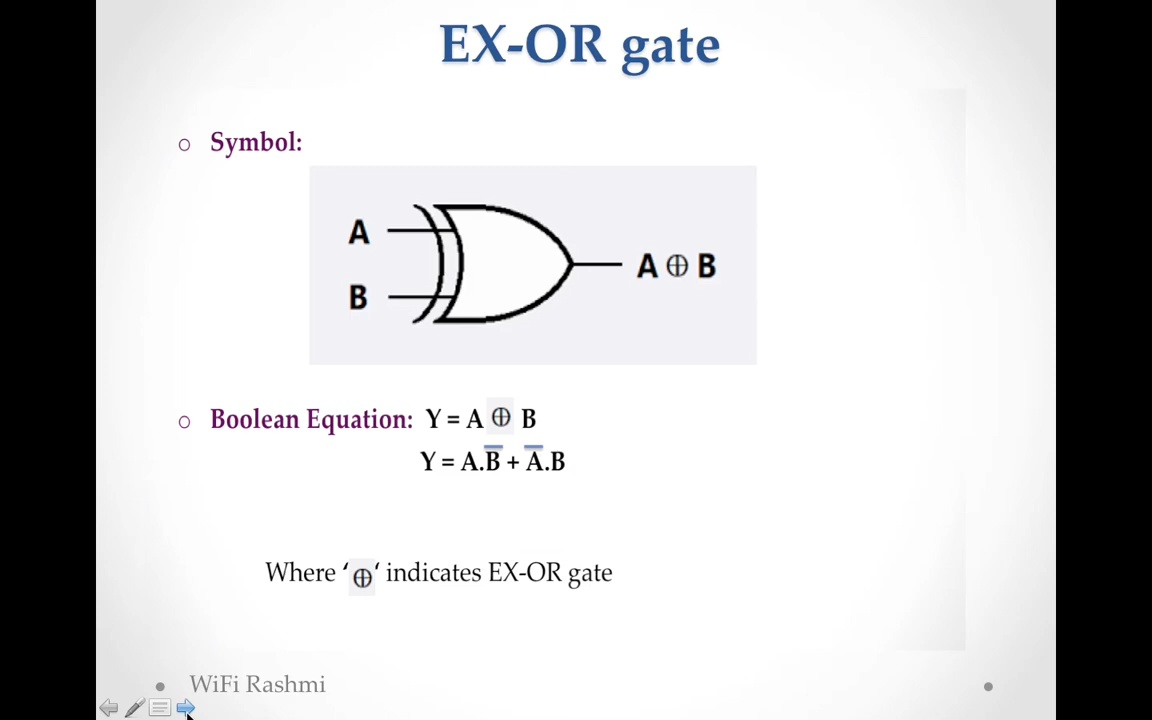 EX-OR gate
Symbol:
A
A ⊕ B
B
Boolean Equation: Y = A ⊕ B
Y = A.B̅ + A̅.B
Where ‘⊕‘ indicates EX-OR gate
WiFi Rashmi